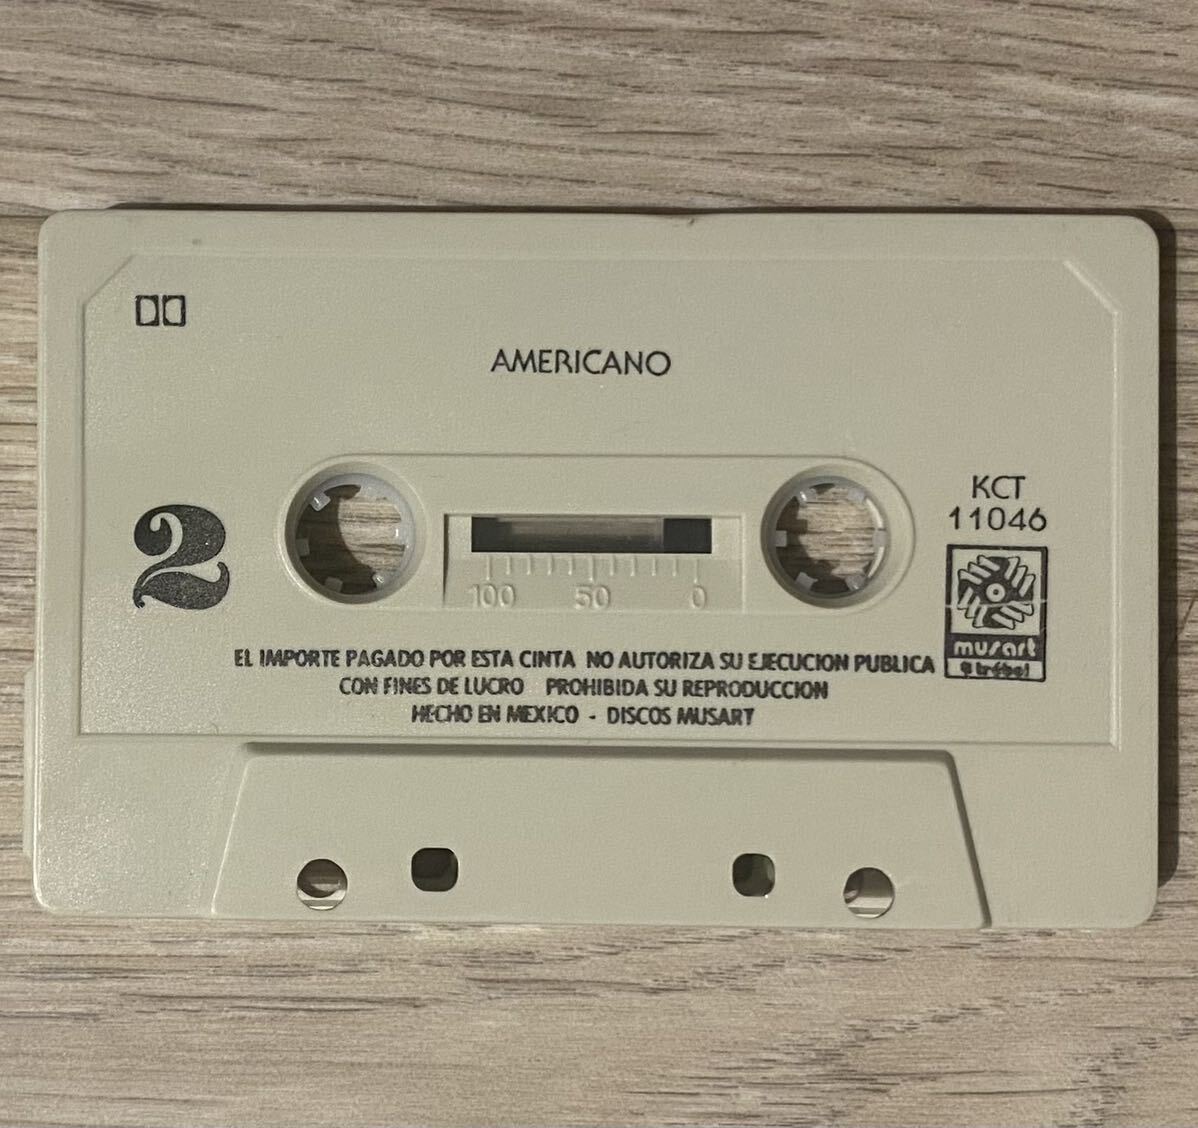 AMERICANO
KCT
11046
2
100 50 0
musart
trébol
EL IMPORTE PAGADO POR ESTA CINTA NO AUTORIZA SU EJECUCION PUBLICA
CON FINES DE LUCRO PROHIBIDA SU REPRODUCCION
HECHO EN MEXICO - DISCOS MUSART